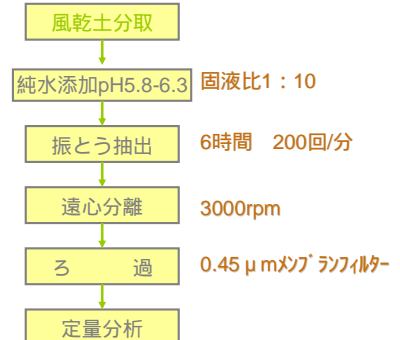 風乾土分取
純水添加pH5.8-6.3
固液比1：10
振とう抽出
6時間　200回/分
遠心分離
3000rpm
ろ　　過
0.45μmﾒﾝﾌﾞﾗﾝﾌｨﾙﾀｰ
定量分析